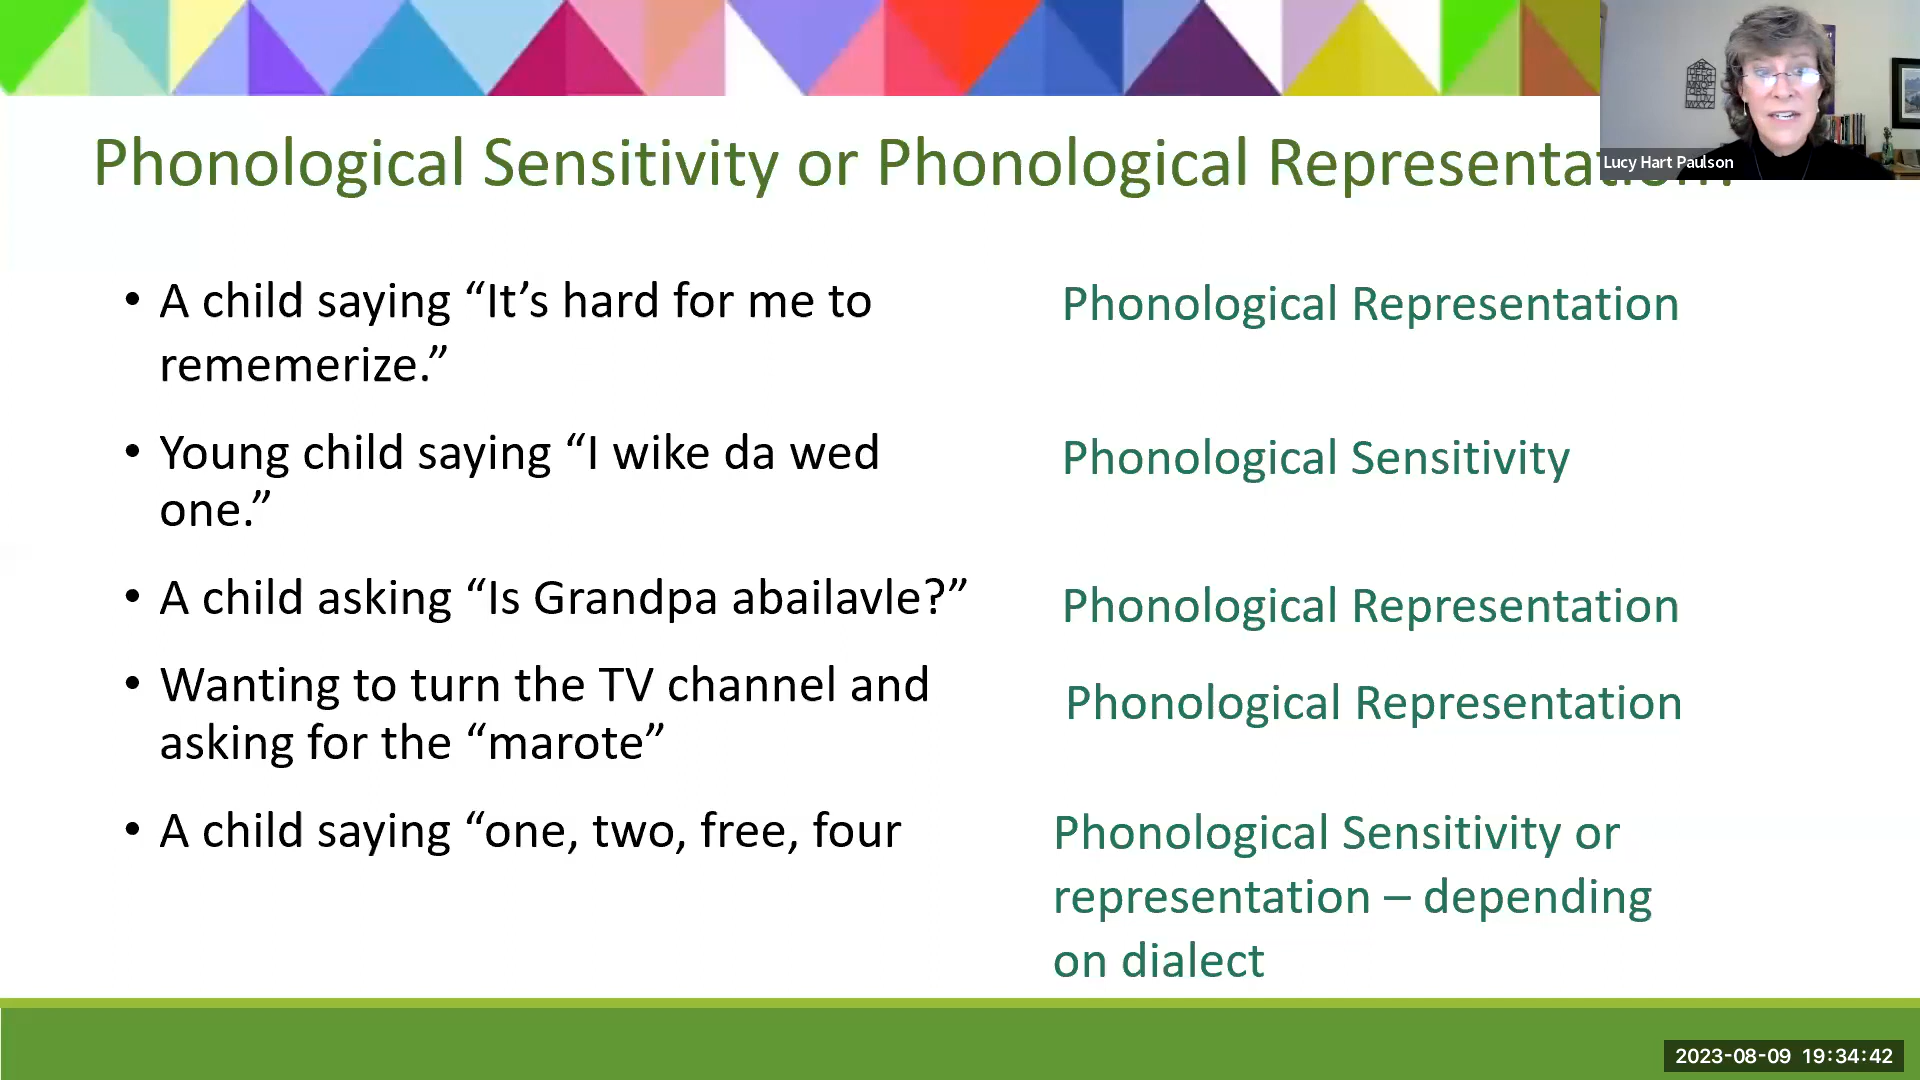 Phonological Sensitivity or Phonological
Lucy Hart Paulson
• A child saying “It’s hard for me to
rememerize.”
Phonological Representation
• Young child saying “I wike da wed
one.”
Phonological Sensitivity
• A child asking “Is Grandpa abailavle?”
Phonological Representation
• Wanting to turn the TV channel and
asking for the “marote”
Phonological Representation
• A child saying “one, two, free, four
Phonological Sensitivity or
representation – depending
on dialect
2023-08-09 19:34:42